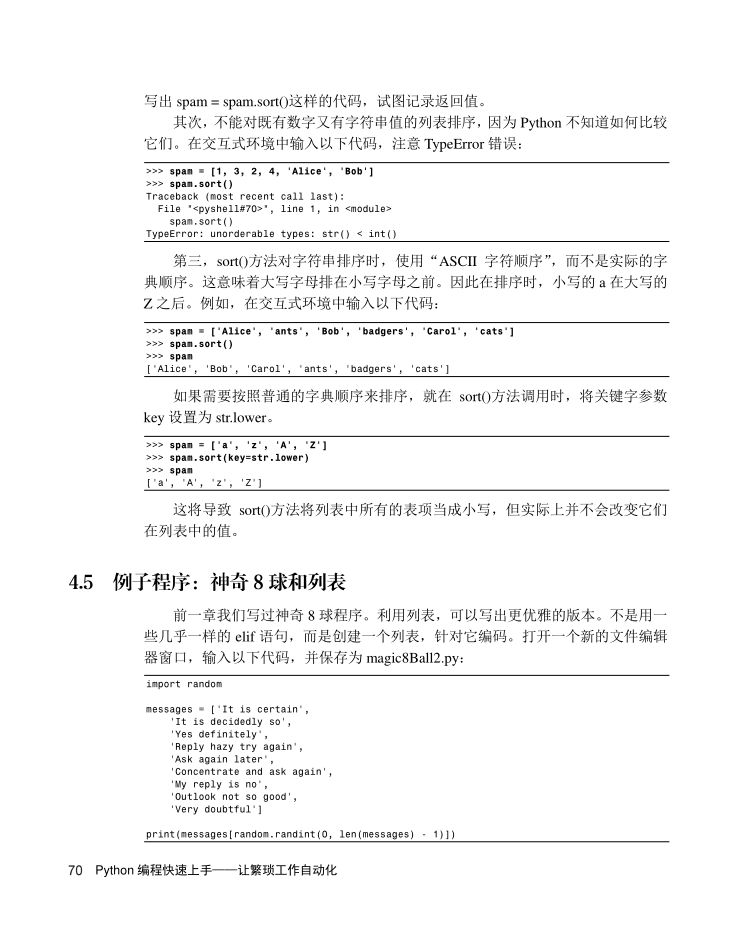 写出 spam = spam.sort()这样的代码，试图记录返回值。
其次，不能对既有数字又有字符串值的列表排序，因为 Python 不知道如何比较
它们。在交互式环境中输入以下代码，注意 TypeError 错误：
>>> spam = [1, 3, 2, 4, 'Alice', 'Bob']
>>> spam.sort()
Traceback (most recent call last):
  File "<pyshell#70>", line 1, in <module>
    spam.sort()
TypeError: unorderable types: str() < int()
第三，sort()方法对字符串排序时，使用“ASCII 字符顺序”，而不是实际的字
典顺序。这意味着大写字母排在小写字母之前。因此在排序时，小写的 a 在大写的
Z 之后。例如，在交互式环境中输入以下代码：
>>> spam = ['Alice', 'ants', 'Bob', 'badgers', 'Carol', 'cats']
>>> spam.sort()
>>> spam
['Alice', 'Bob', 'Carol', 'ants', 'badgers', 'cats']
如果需要按照普通的字典顺序来排序，就在 sort()方法调用时，将关键字参数
key 设置为 str.lower。
>>> spam = ['a', 'z', 'A', 'Z']
>>> spam.sort(key=str.lower)
>>> spam
['a', 'A', 'z', 'Z']
这将导致 sort()方法将列表中所有的表项当成小写，但实际上并不会改变它们
在列表中的值。
4.5 例子程序：神奇 8 球和列表
前一章我们写过神奇 8 球程序。利用列表，可以写出更优雅的版本。不是用一
些几乎一样的 elif 语句，而是创建一个列表，针对它编码。打开一个新的文件编辑
器窗口，输入以下代码，并保存为 magic8Ball2.py：
import random
messages = ['It is certain',
    'It is decidedly so',
    'Yes definitely',
    'Reply hazy try again',
    'Ask again later',
    'Concentrate and ask again',
    'My reply is no',
    'Outlook not so good',
    'Very doubtful']
print(messages[random.randint(0, len(messages) - 1)])
70 Python 编程快速上手——让繁琐工作自动化